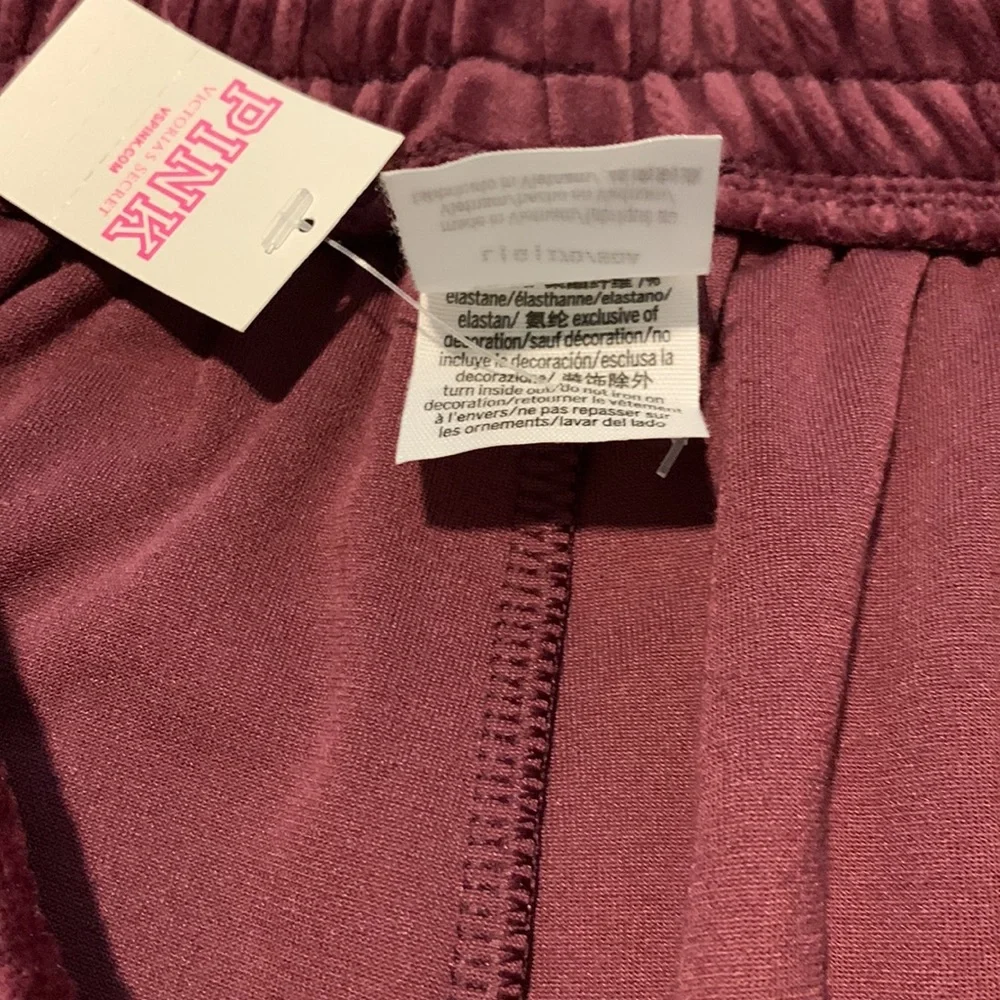 PINK
VICTORIA'S SECRET
VSPINK.COM
elastane/élasthanne/elastano/
elastan/ 氨纶 exclusive of
decoration/sauf décoration/no
incluye la decoración/esclusa la
decorazione/ 装饰除外
turn inside out/do not iron on
decoration/retourner le vêtement
à l'envers/ne pas repasser sur
les ornements/lavar del lado